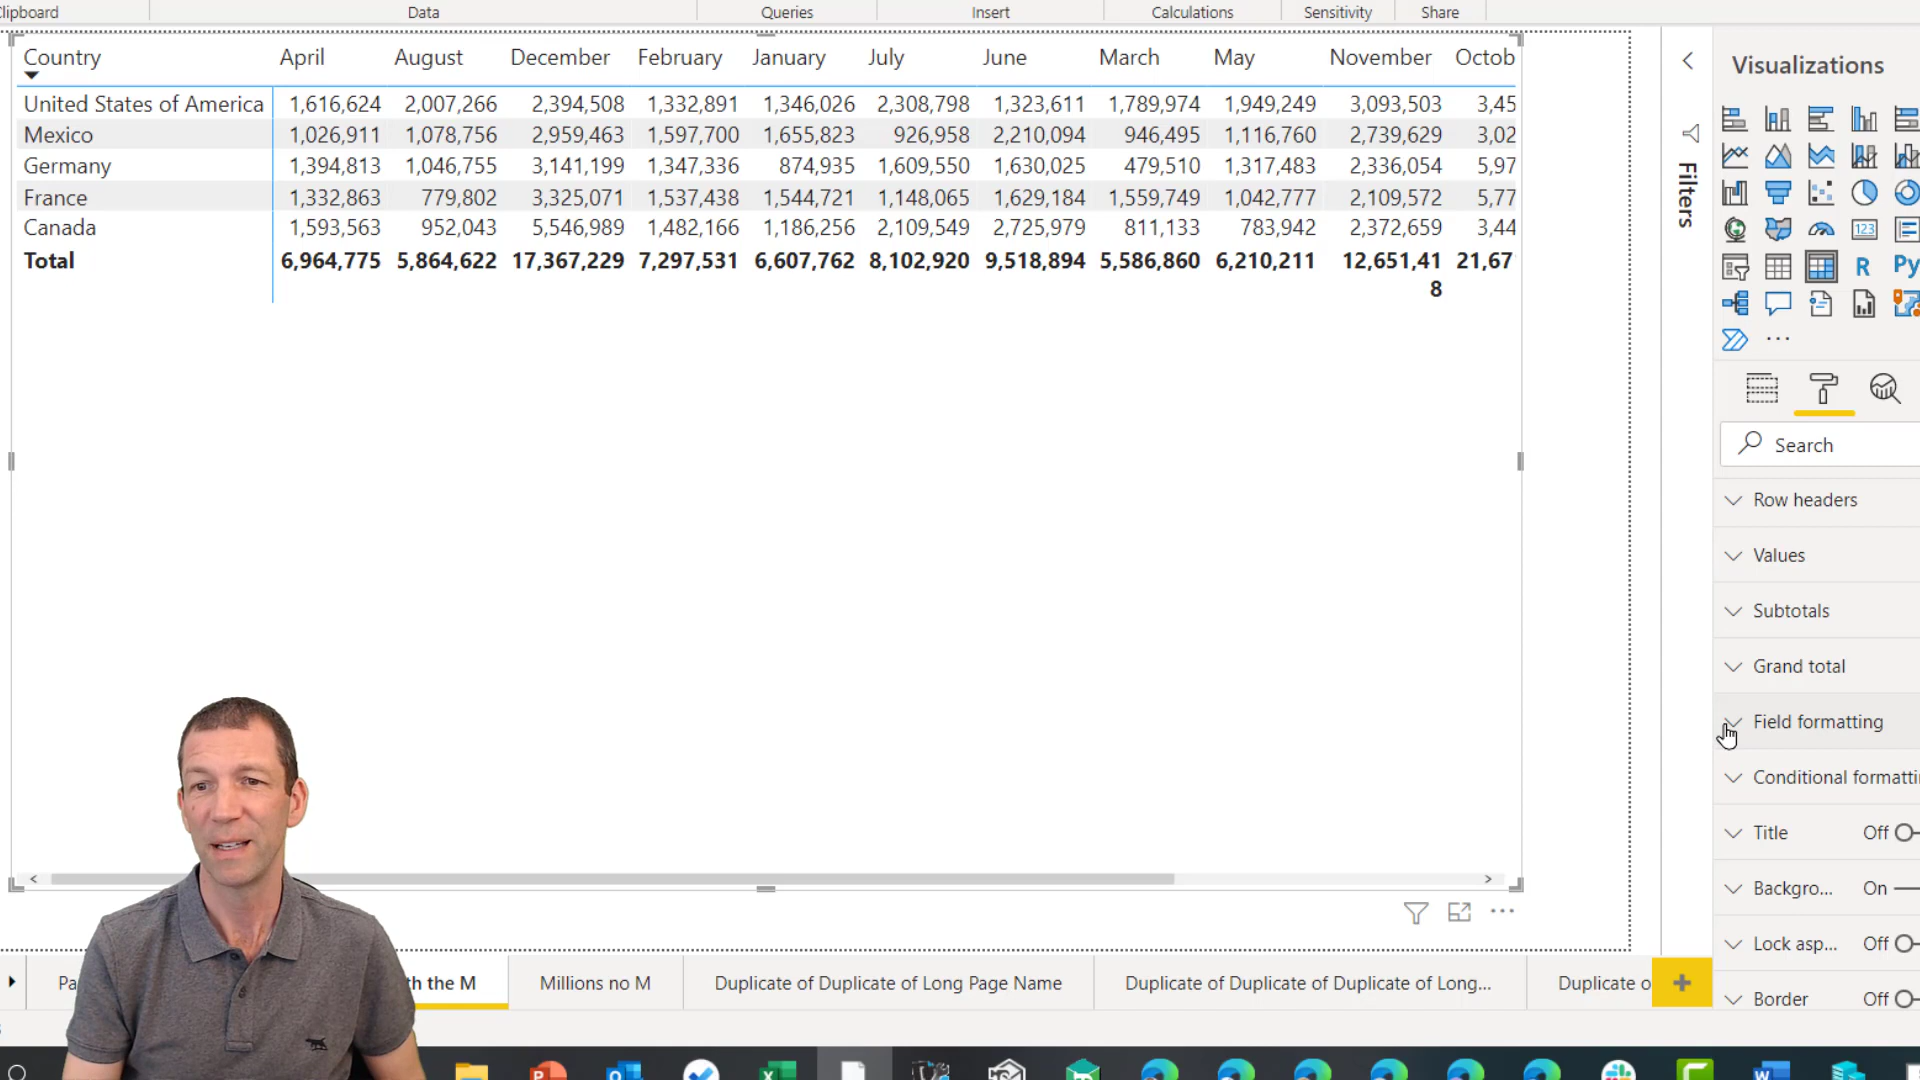 lipboard Data Queries Insert Calculations Sensitivity Share
Country April August December February January July June March May November Octob
United States of America 1,616,624 2,007,266 2,394,508 1,332,891 1,346,026 2,308,798 1,323,611 1,789,974 1,949,249 3,093,503 3,45
Mexico 1,026,911 1,078,756 2,959,463 1,597,700 1,655,823 926,958 2,210,094 946,495 1,116,760 2,739,629 3,02
Germany 1,394,813 1,046,755 3,141,199 1,347,336 874,935 1,609,550 1,630,025 479,510 1,317,483 2,336,054 5,97
France 1,332,863 779,802 3,325,071 1,537,438 1,544,721 1,148,065 1,629,184 1,559,749 1,042,777 2,109,572 5,77
Canada 1,593,563 952,043 5,546,989 1,482,166 1,186,256 2,109,549 2,725,979 811,133 783,942 2,372,659 3,44
Total 6,964,775 5,864,622 17,367,229 7,297,531 6,607,762 8,102,920 9,518,894 5,586,860 6,210,211 12,651,41 21,67
8
Filters
Visualizations
123
R Py
Search
Row headers
Values
Subtotals
Grand total
Field formatting
Conditional formatti
Title Off
Backgro... On
Lock asp... Off
Border Off
Pa
th the M
Millions no M
Duplicate of Duplicate of Long Page Name
Duplicate of Duplicate of Duplicate of Long...
Duplicate o